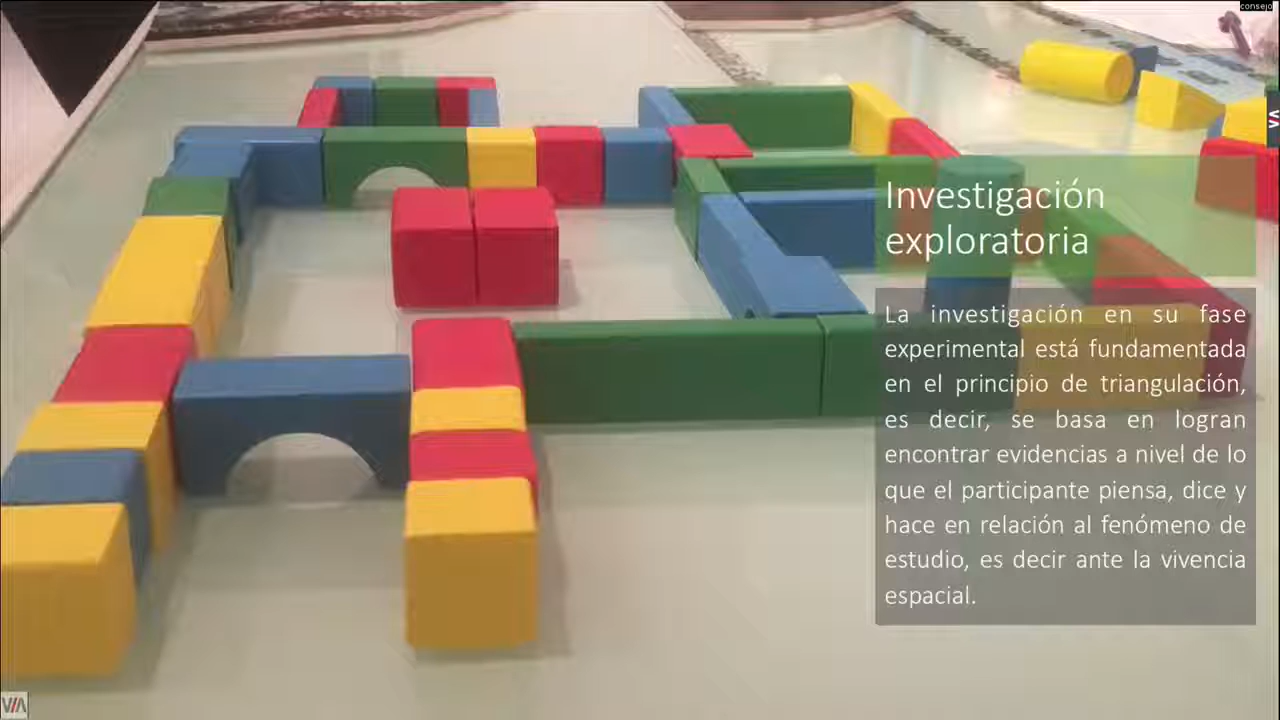 consejo
Investigación
exploratoria
La investigación en su fase
experimental está fundamentada
en el principio de triangulación,
es decir, se basa en logran
encontrar evidencias a nivel de lo
que el participante piensa, dice y
hace en relación al fenómeno de
estudio, es decir ante la vivencia
espacial.
VIA